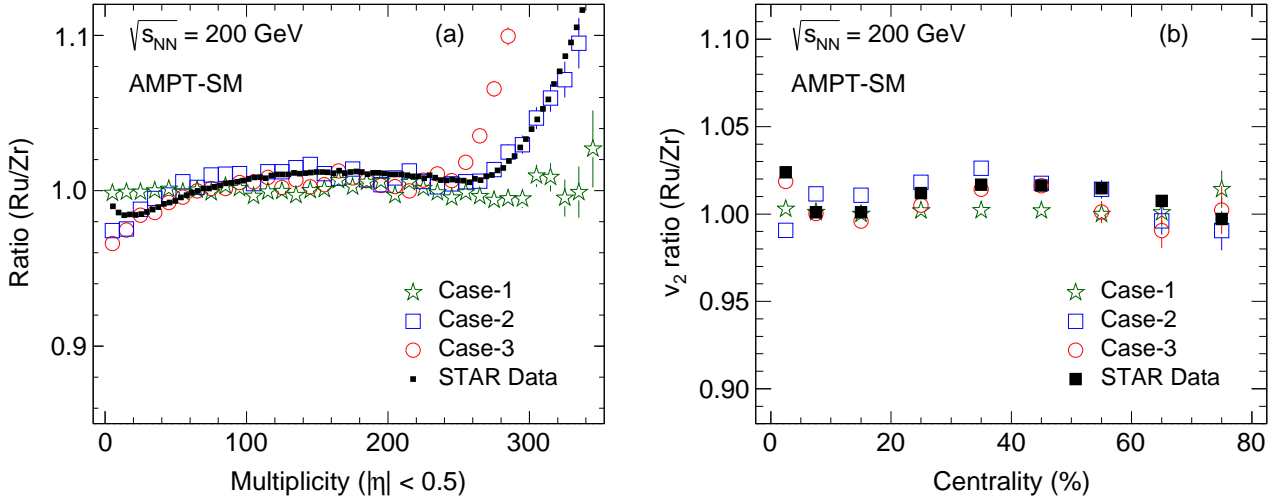 √s_NN = 200 GeV (a)
AMPT-SM
Ratio (Ru/Zr)
1.1
1.0
0.9
Case-1
Case-2
Case-3
STAR Data
0 100 200 300
Multiplicity (|η| < 0.5)
√s_NN = 200 GeV (b)
AMPT-SM
v₂ ratio (Ru/Zr)
1.10
1.05
1.00
0.95
0.90
Case-1
Case-2
Case-3
STAR Data
0 20 40 60 80
Centrality (%)